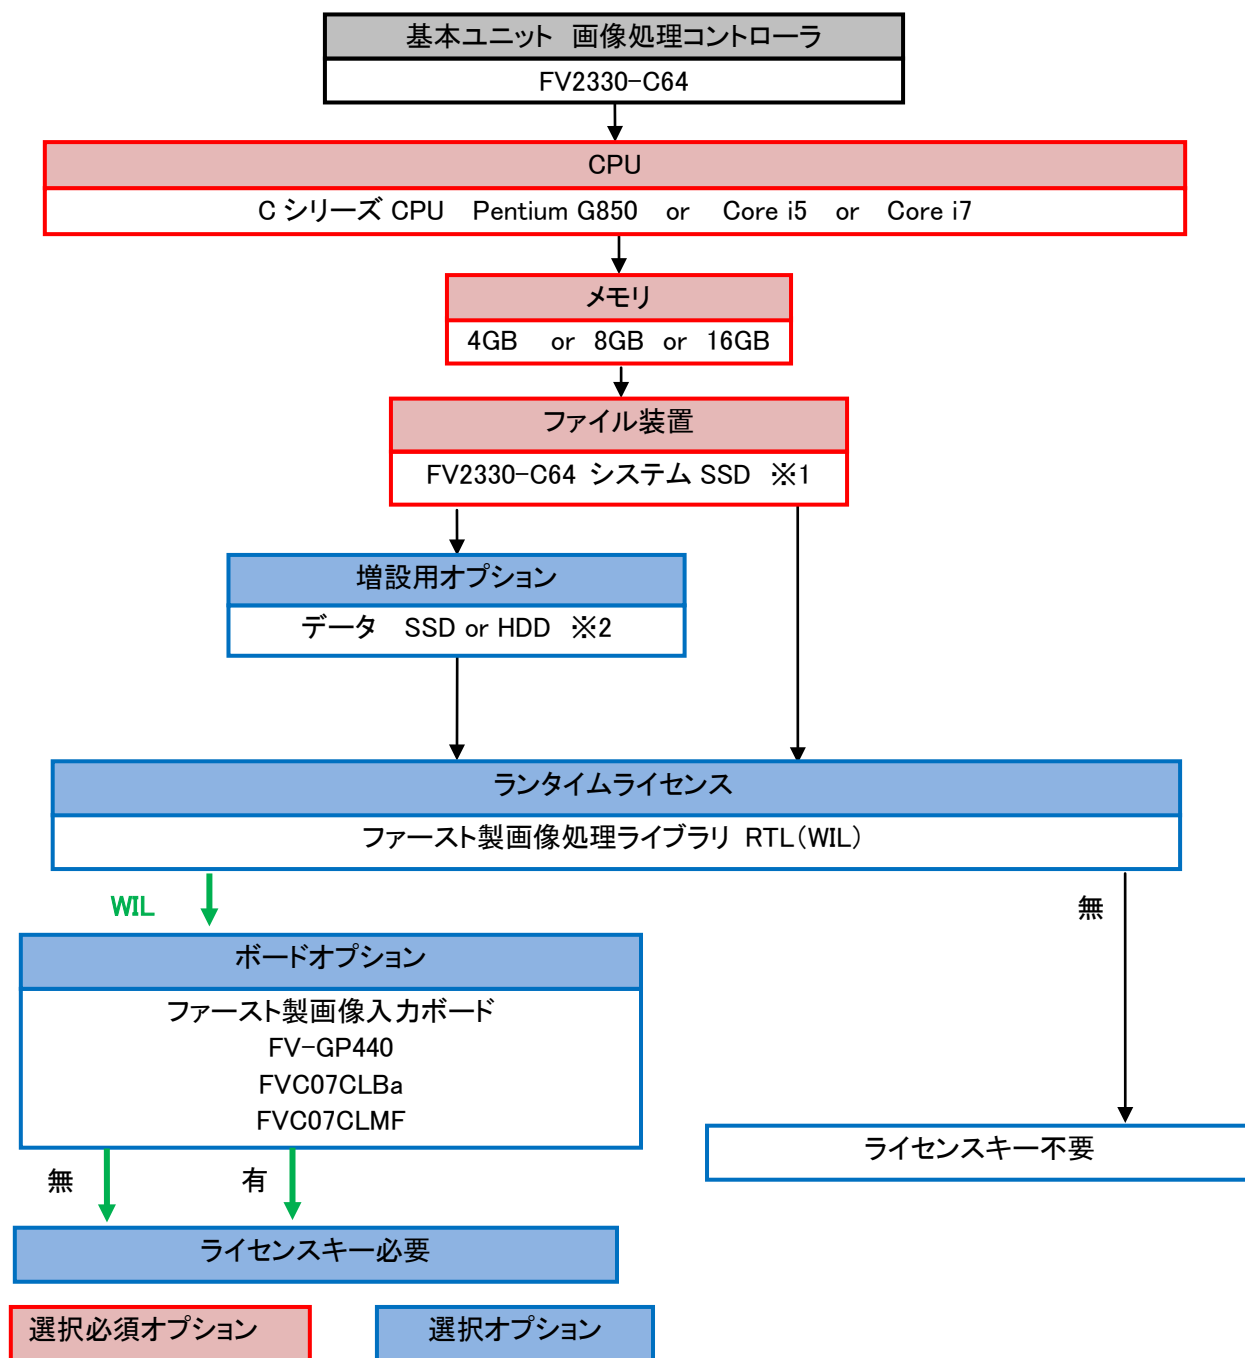 基本ユニット　画像処理コントローラ
FV2330-C64
CPU
C シリーズ CPU　Pentium G850　or　Core i5　or　Core i7
メモリ
4GB　or　8GB　or　16GB
ファイル装置
FV2330-C64 システム SSD　※1
増設用オプション
データ　SSD or HDD　※2
ランタイムライセンス
ファースト製画像処理ライブラリ RTL(WIL)
WIL
無
ボードオプション
ファースト製画像入力ボード
FV-GP440
FVC07CLBa
FVC07CLMF
ライセンスキー不要
無
有
ライセンスキー必要
選択必須オプション
選択オプション